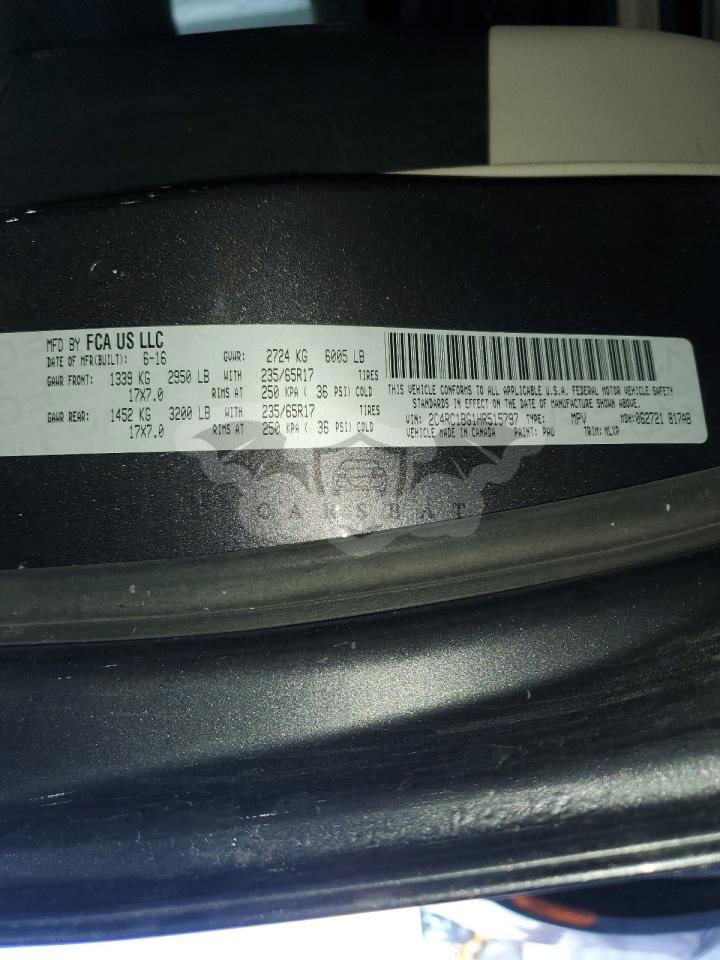 MFD BY FCA US LLC
DATE OF MFR(BUILT): 6-16 GVWR: 2724 KG 6005 LB
GAWR FRONT: 1339 KG 2950 LB WITH 235/65R17 TIRES
17X7.0 RIMS AT 250 KPA ( 36 PSI) COLD
GAWR REAR: 1452 KG 3200 LB WITH 235/65R17 TIRES
17X7.0 RIMS AT 250 KPA ( 36 PSI) COLD
THIS VEHICLE CONFORMS TO ALL APPLICABLE U.S.A. FEDERAL MOTOR VEHICLE SAFETY
STANDARDS IN EFFECT ON THE DATE OF MANUFACTURE SHOWN ABOVE.
VIN: 2C4RC1BG1HR515797 TYPE: MPV MDH: 062721 817AB
VEHICLE MADE IN CANADA PAINT: PAU TRIM: MLXP
CARSHAT